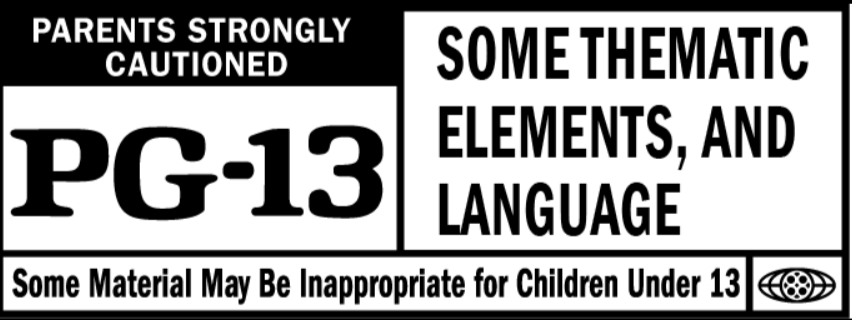 PARENTS STRONGLY
CAUTIONED
PG-13
SOME THEMATIC
ELEMENTS, AND
LANGUAGE
Some Material May Be Inappropriate for Children Under 13